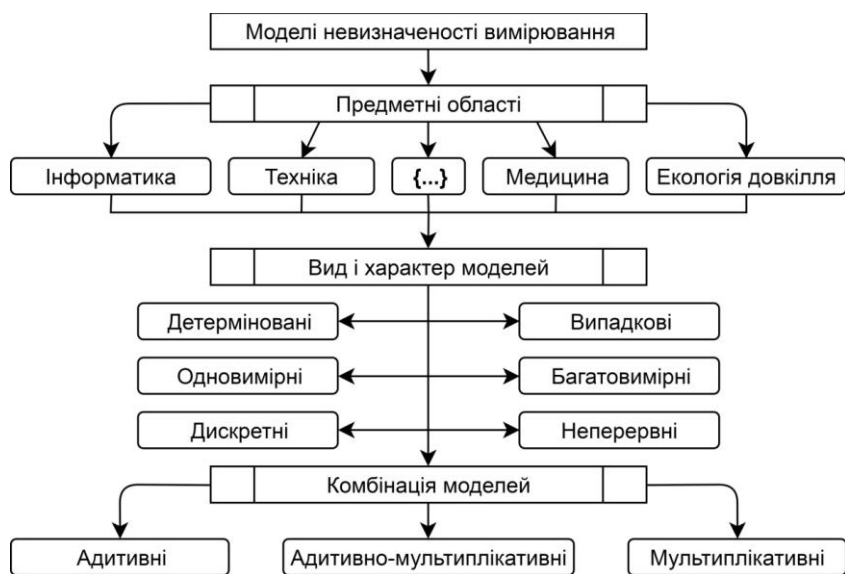 Моделі невизначеності вимірювання
Предметні області
Інформатика
Техніка
{...}
Медицина
Екологія довкілля
Вид і характер моделей
Детерміновані
Випадкові
Одновимірні
Багатовимірні
Дискретні
Неперервні
Комбінація моделей
Адитивні
Адитивно-мультиплікативні
Мультиплікативні